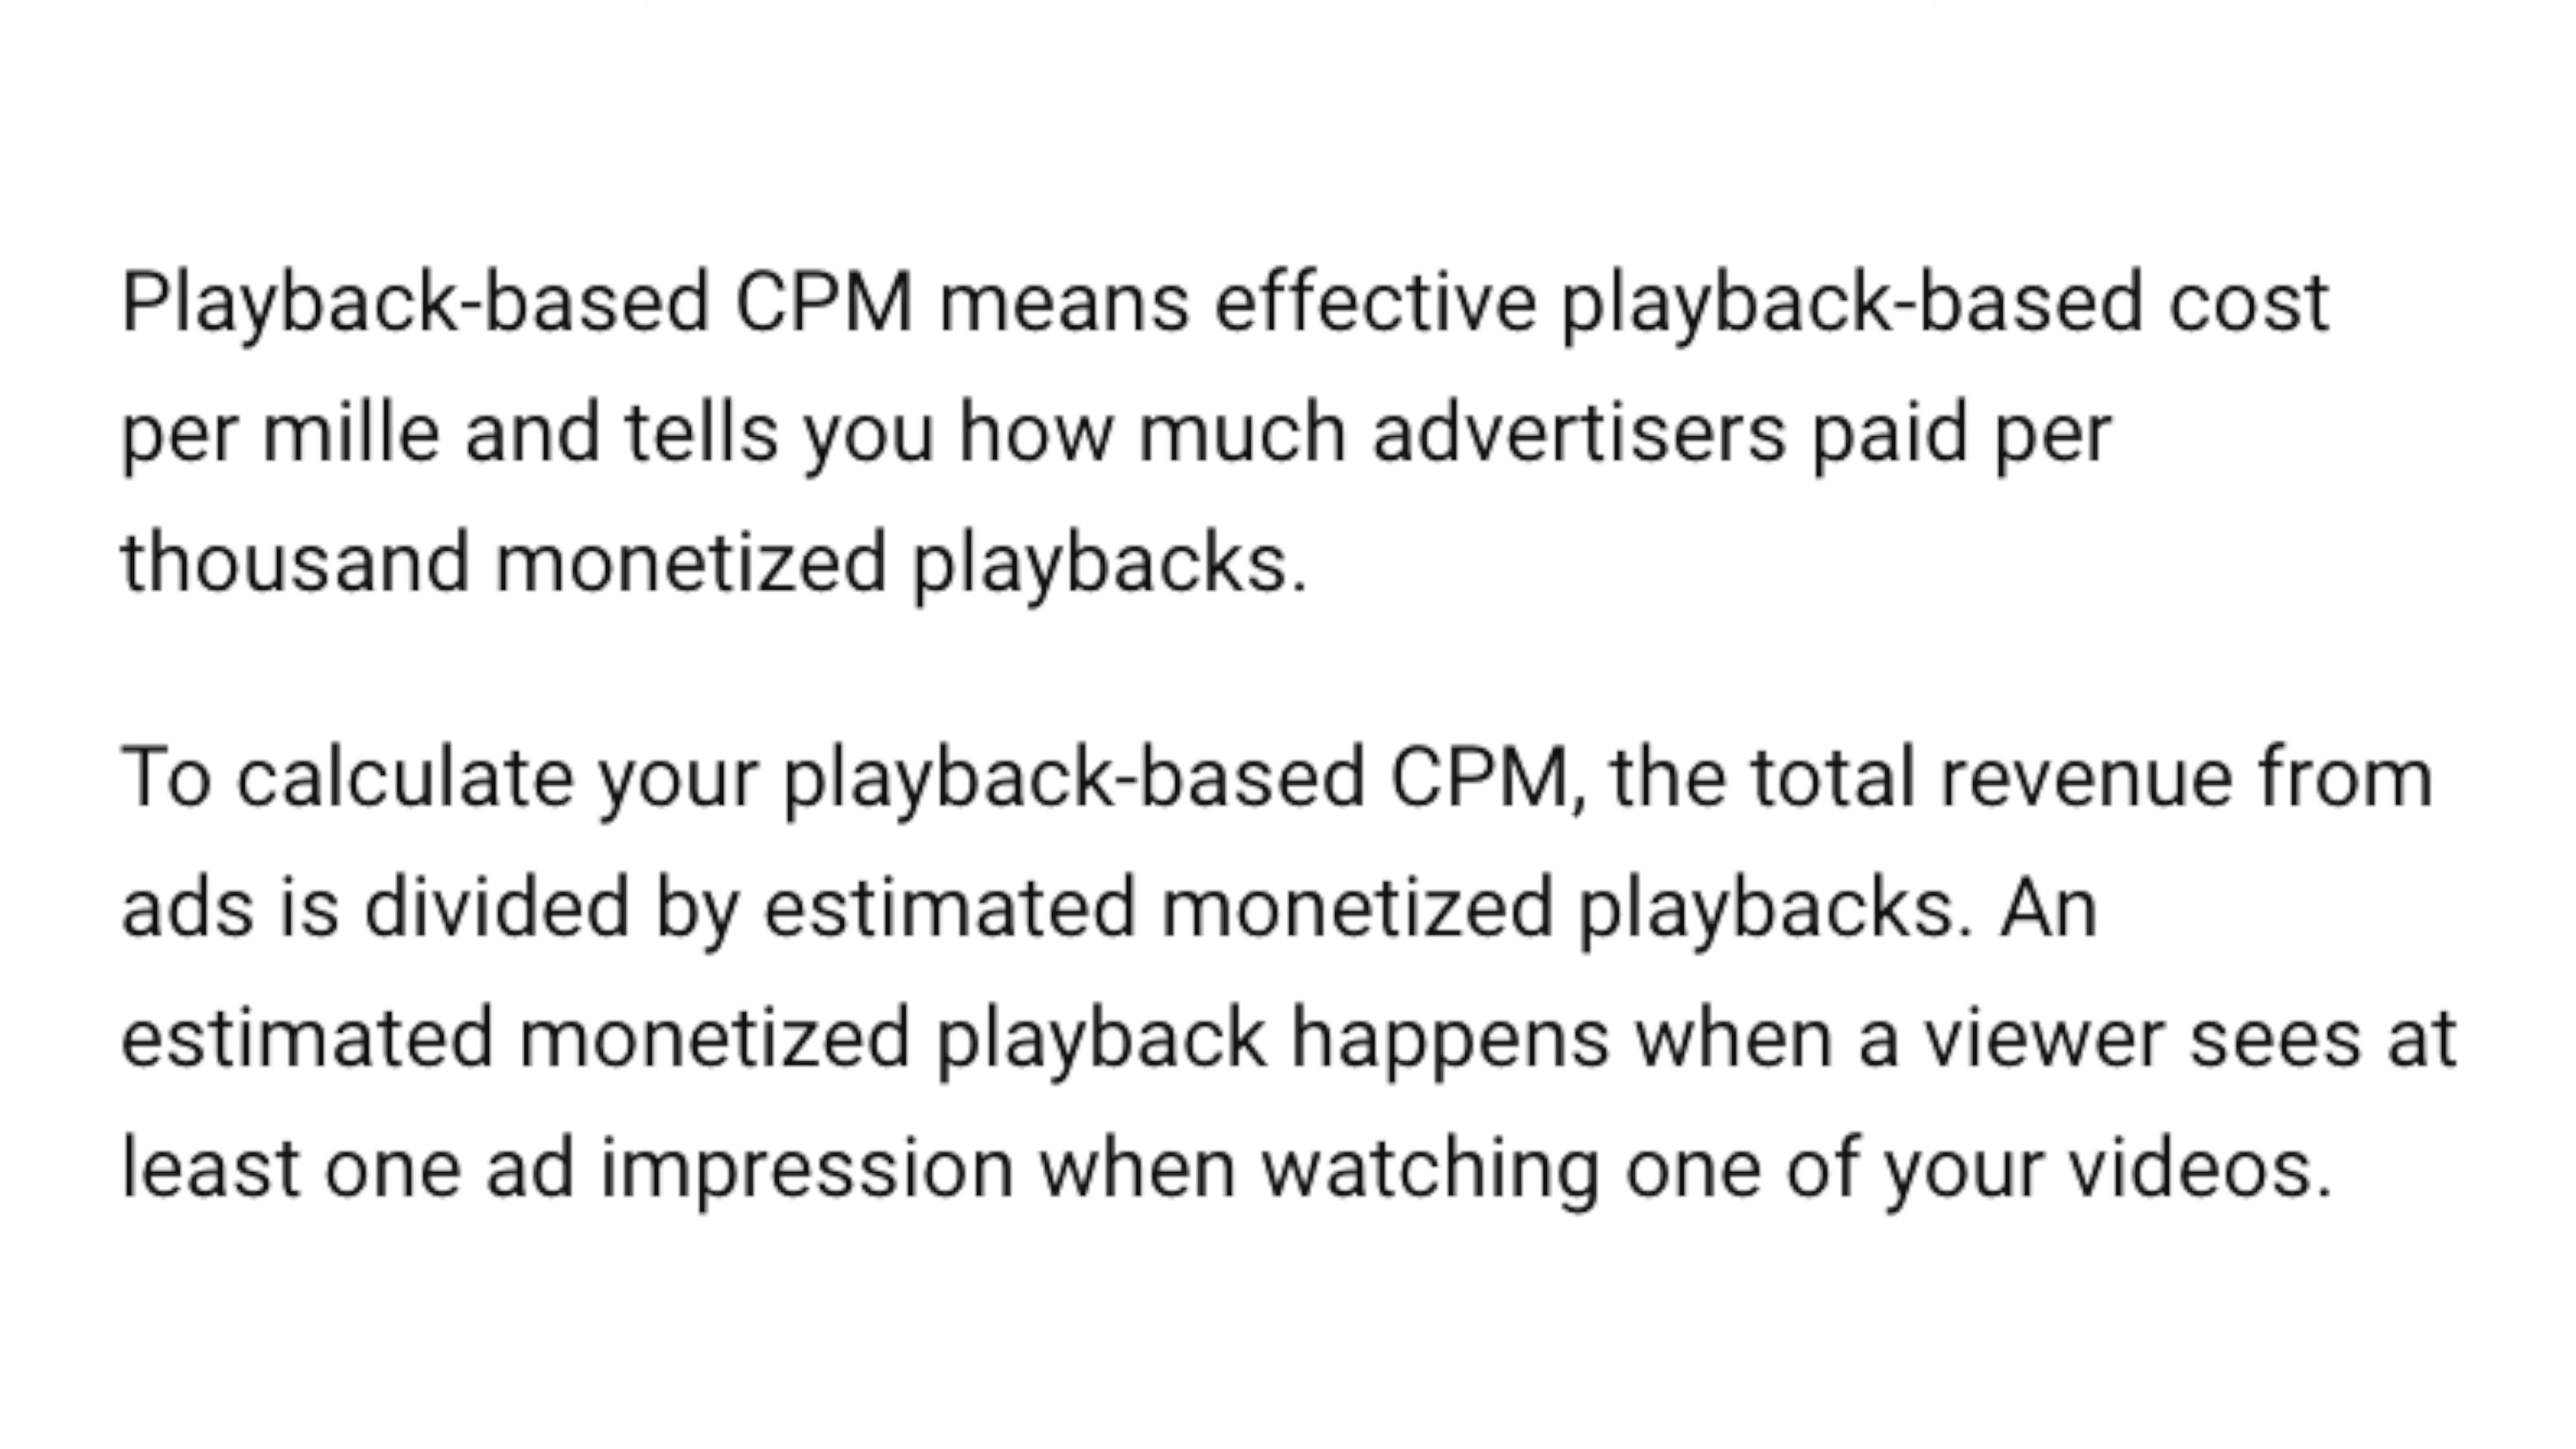 Playback-based CPM means effective playback-based cost
per mille and tells you how much advertisers paid per
thousand monetized playbacks.
To calculate your playback-based CPM, the total revenue from
ads is divided by estimated monetized playbacks. An
estimated monetized playback happens when a viewer sees at
least one ad impression when watching one of your videos.